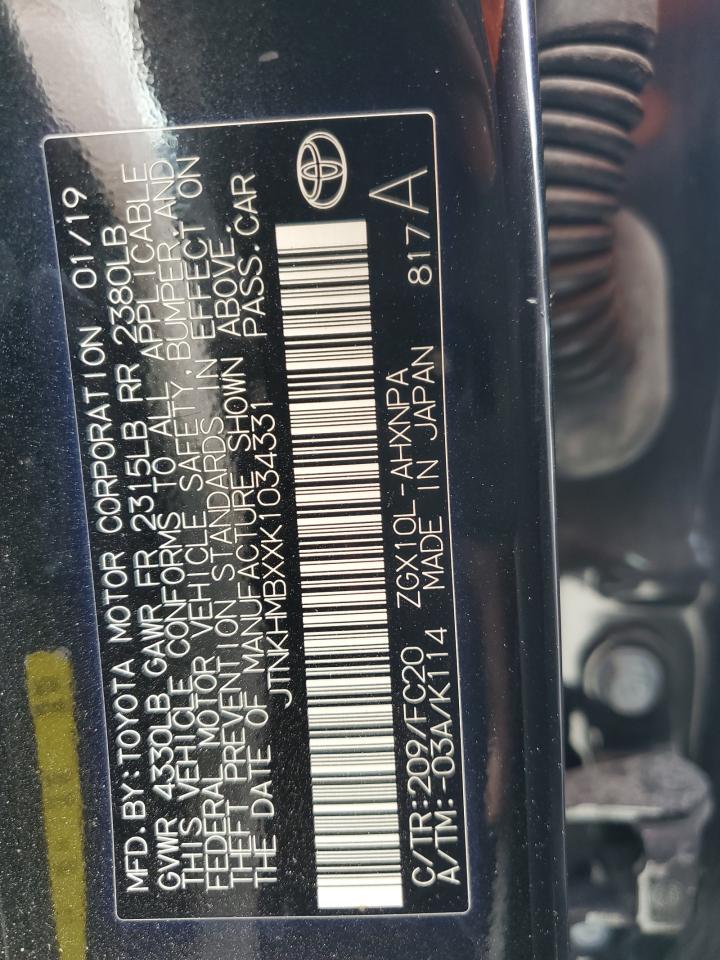 MFD. BY: TOYOTA MOTOR CORPORATION 01/19
GVWR 4330LB GAWR FR 2315LB RR 2380LB
THIS VEHICLE CONFORMS TO ALL APPLICABLE
FEDERAL MOTOR VEHICLE SAFETY, BUMPER, AND
THEFT PREVENTION STANDARDS IN EFFECT ON
THE DATE OF MANUFACTURE SHOWN ABOVE.
JTNKHMBXXK1034331 PASS. CAR
C/TR: 209/FC20 ZGX10L-AHXNPA 817A
A/TM: -03A/K114 MADE IN JAPAN